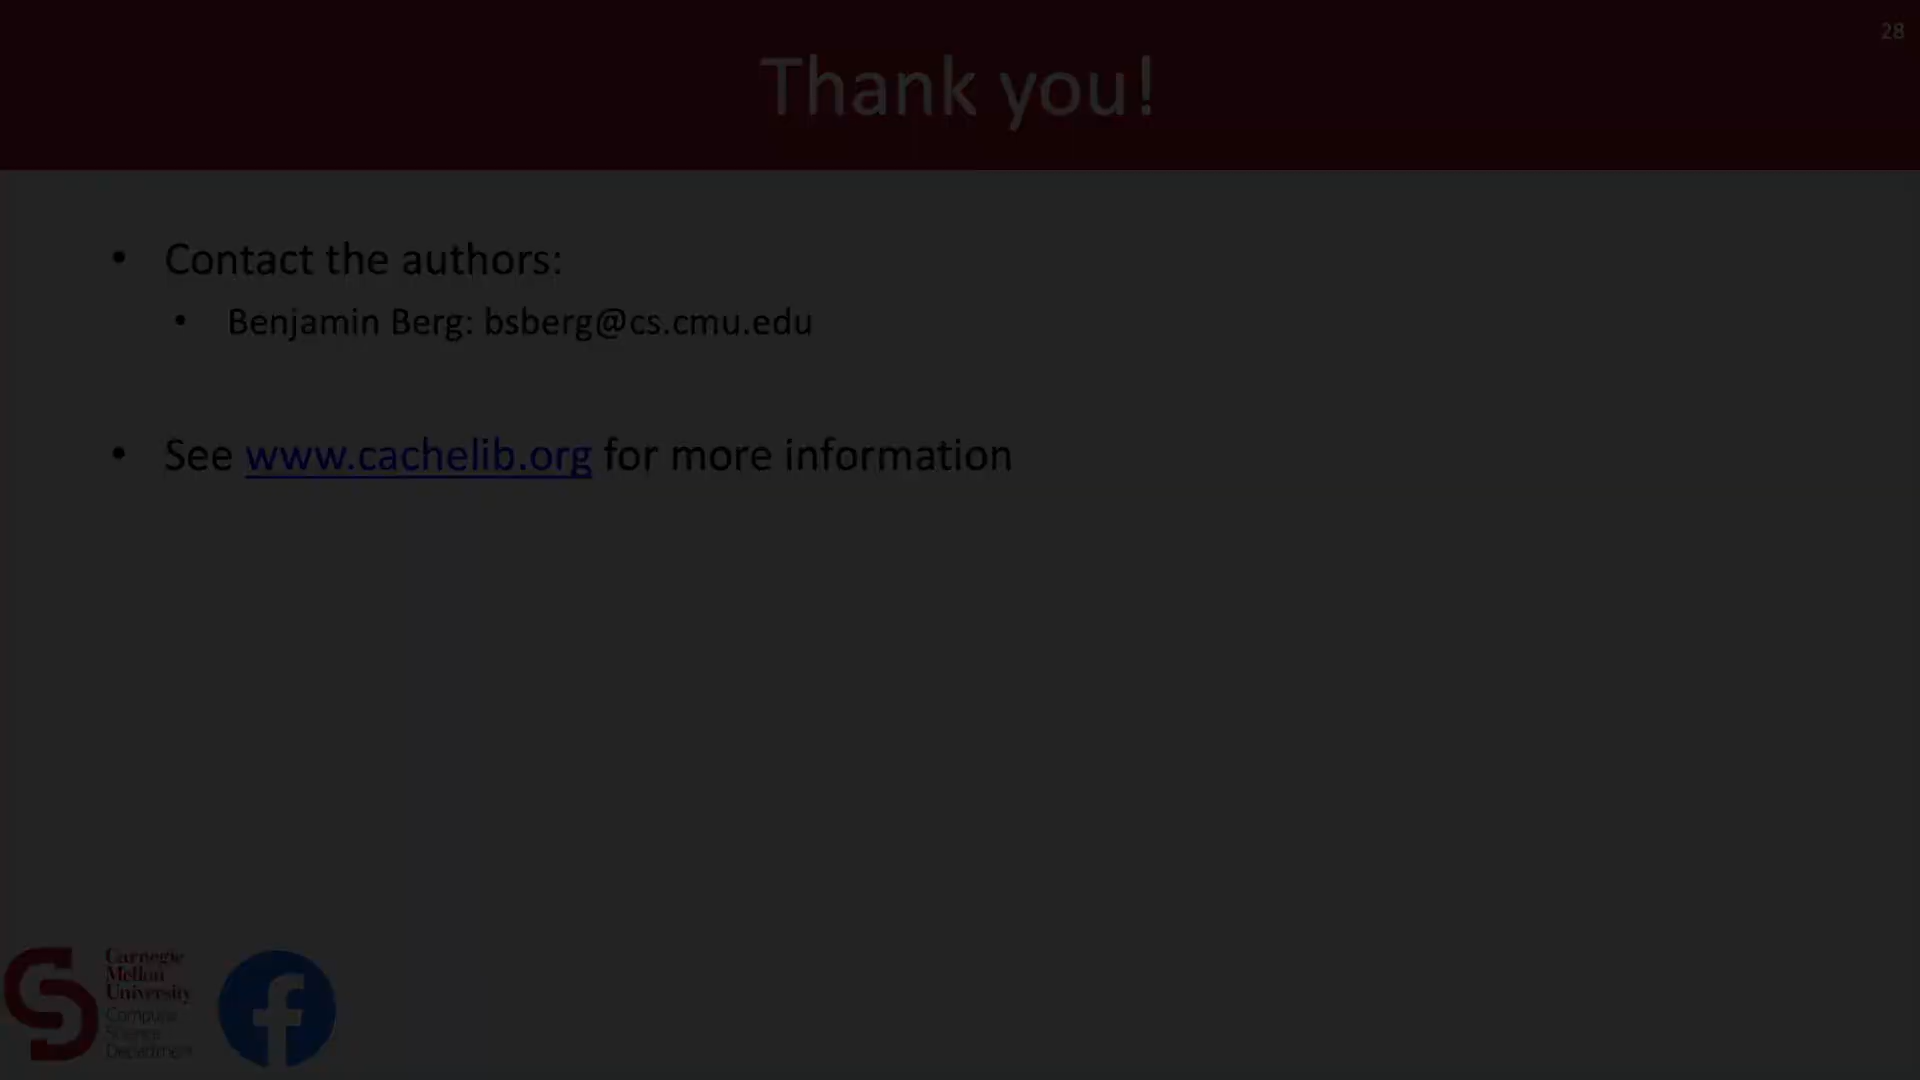 28
Thank you!
• Contact the authors:
• Benjamin Berg: bsberg@cs.cmu.edu
• See www.cachelib.org for more information
Carnegie
Mellon
University
Computer
Science
Department